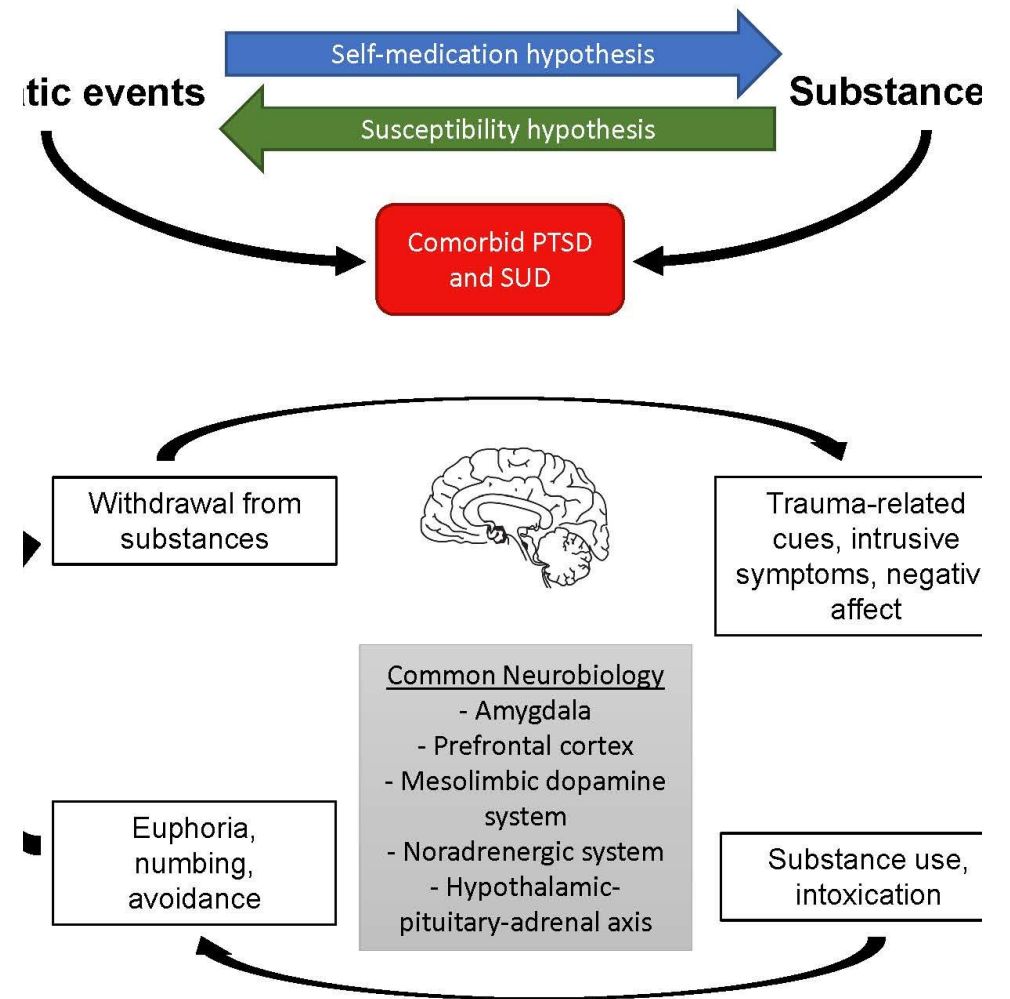 Self-medication hypothesis
tic events
Substance
Susceptibility hypothesis
Comorbid PTSD
and SUD
Withdrawal from
substances
Trauma-related
cues, intrusive
symptoms, negativ
affect
Common Neurobiology
- Amygdala
- Prefrontal cortex
- Mesolimbic dopamine
system
- Noradrenergic system
- Hypothalamic-
pituitary-adrenal axis
Euphoria,
numbing,
avoidance
Substance use,
intoxication